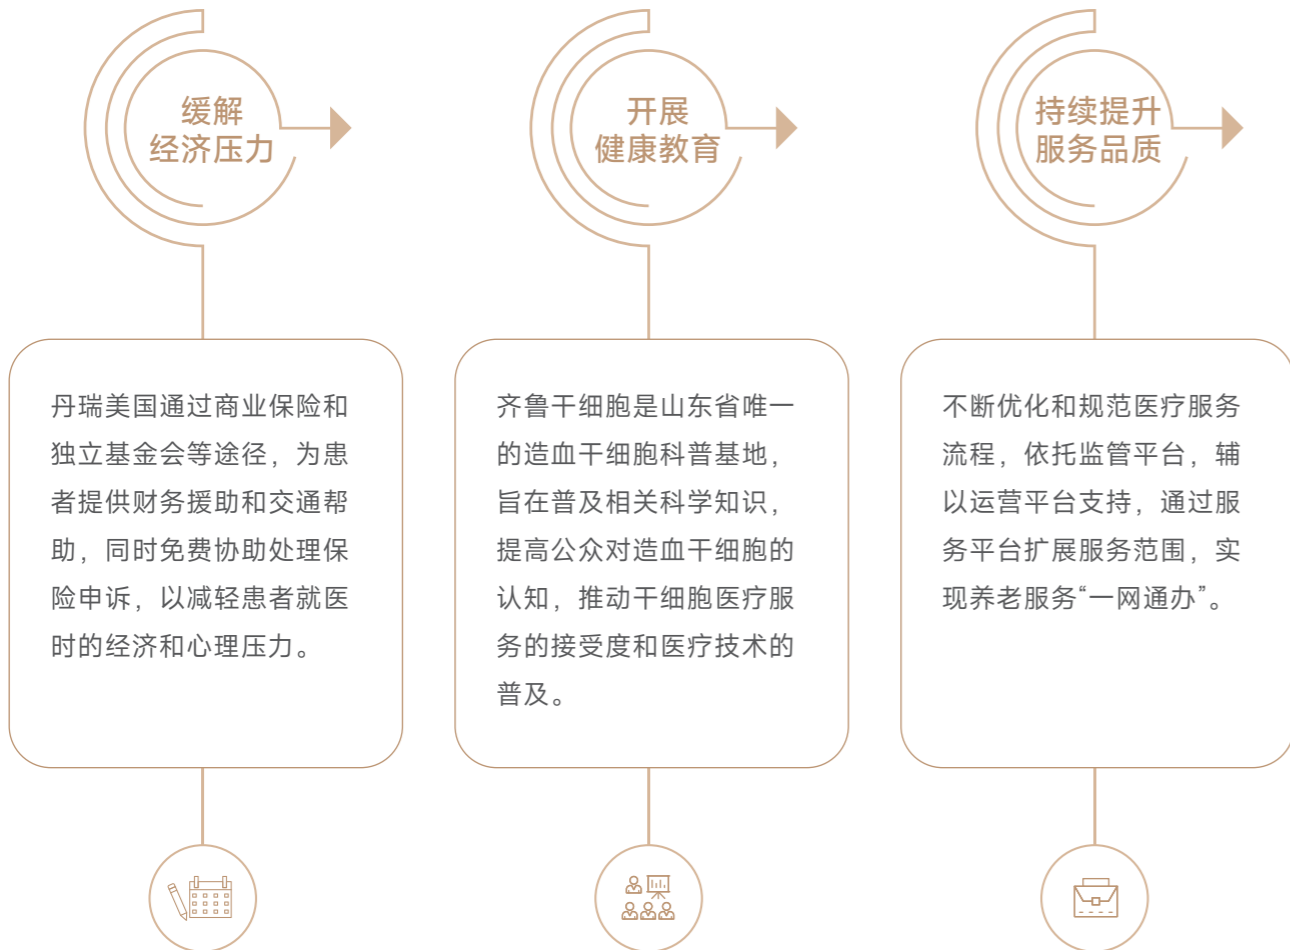 缓解
经济压力
丹瑞美国通过商业保险和
独立基金会等途径，为患
者提供财务援助和交通帮
助，同时免费协助处理保
险申诉，以减轻患者就医
时的经济和心理压力。
开展
健康教育
齐鲁干细胞是山东省唯一
的造血干细胞科普基地，
旨在普及相关科学知识，
提高公众对造血干细胞的
认知，推动干细胞医疗服
务的接受度和医疗技术的
普及。
持续提升
服务品质
不断优化和规范医疗服务
流程，依托监管平台，辅
以运营平台支持，通过服
务平台扩展服务范围，实
现养老服务“一网通办”。